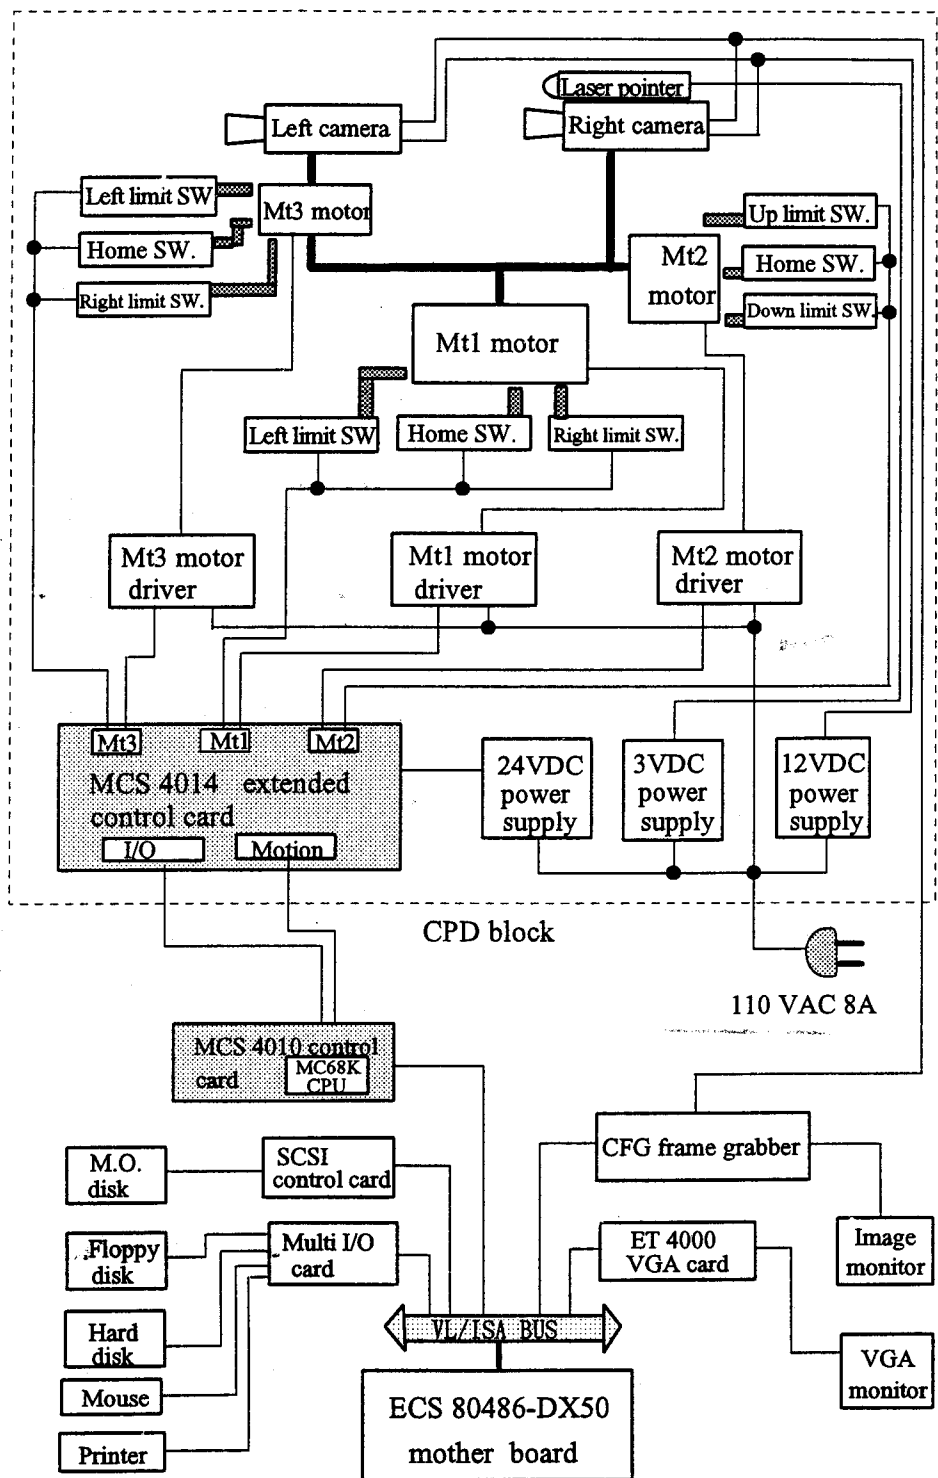 Laser pointer
Left camera
Right camera
Left limit SW
Mt3 motor
Up limit SW.
Home SW.
Mt2
motor
Home SW.
Right limit SW.
Down limit SW.
Mt1 motor
Left limit SW
Home SW.
Right limit SW.
Mt3 motor
driver
Mt1 motor
driver
Mt2 motor
driver
Mt3
Mt1
Mt2
MCS 4014 extended
control card
I/O
Motion
24VDC
power
supply
3VDC
power
supply
12VDC
power
supply
CPD block
110 VAC 8A
MCS 4010 control
card
MC68K
CPU
CFG frame grabber
M.O.
disk
SCSI
control card
Floppy
disk
Multi I/O
card
ET 4000
VGA card
Image
monitor
Hard
disk
VL/ISA BUS
VGA
monitor
Mouse
ECS 80486-DX50
mother board
Printer